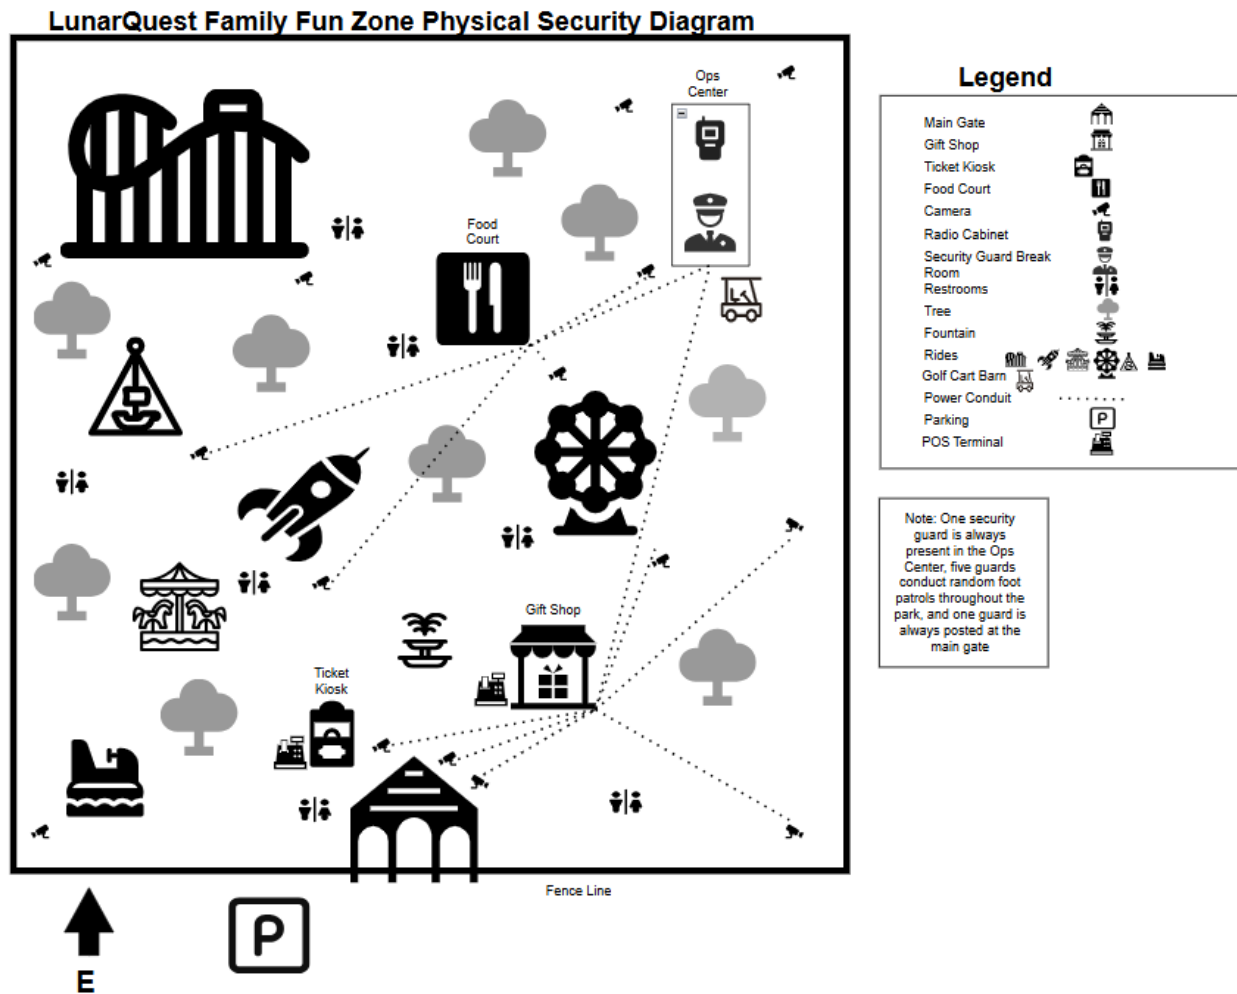 LunarQuest Family Fun Zone Physical Security Diagram
Ops
Center
Food
Court
Gift Shop
Ticket
Kiosk
Fence Line
E
P
Legend
Main Gate
Gift Shop
Ticket Kiosk
Food Court
Camera
Radio Cabinet
Security Guard Break
Room
Restrooms
Tree
Fountain
Rides
Golf Cart Barn
Power Conduit
Parking
P
POS Terminal
Note: One security
guard is always
present in the Ops
Center, five guards
conduct random foot
patrols throughout the
park, and one guard is
always posted at the
main gate